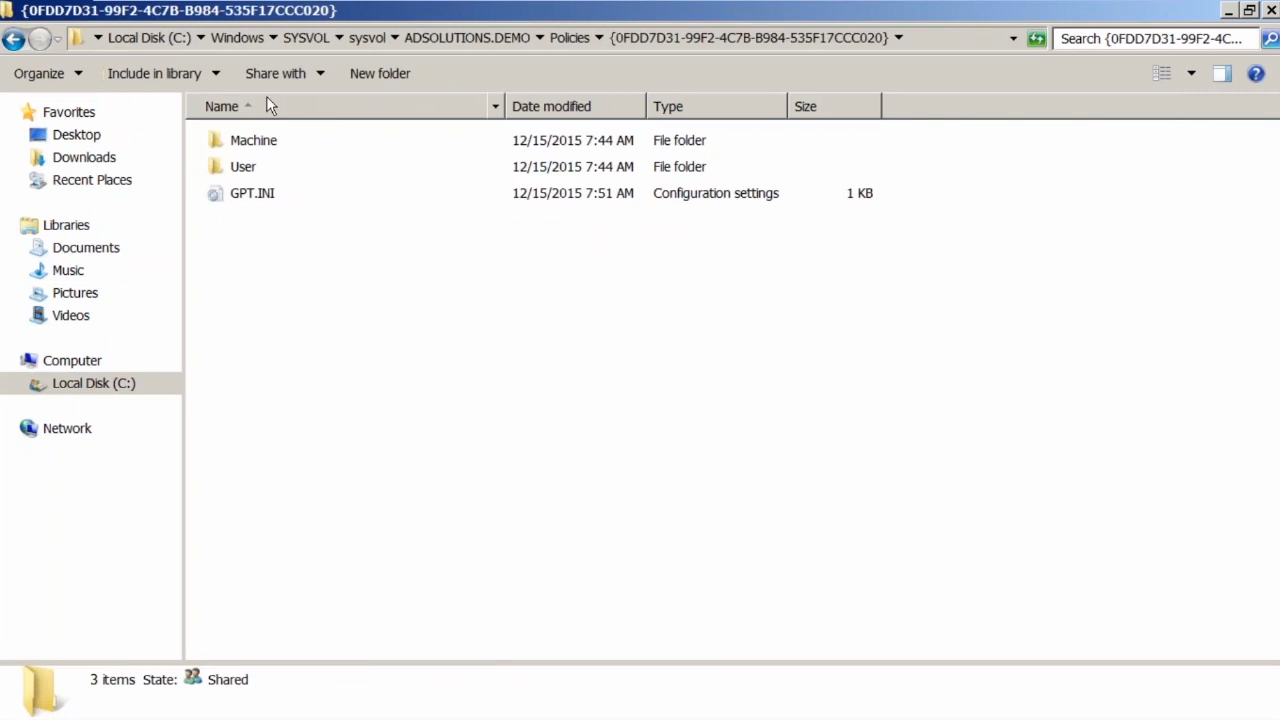 {0FDD7D31-99F2-4C7B-B984-535F17CCC020}
Local Disk (C:) Windows SYSVOL sysvol ADSOLUTIONS.DEMO Policies {0FDD7D31-99F2-4C7B-B984-535F17CCC020} Search {0FDD7D31-99F2-4C...
Organize Include in library Share with New folder
Name Date modified Type Size
Favorites
Desktop
Downloads
Recent Places
Libraries
Documents
Music
Pictures
Videos
Computer
Local Disk (C:)
Network
Machine 12/15/2015 7:44 AM File folder
User 12/15/2015 7:44 AM File folder
GPT.INI 12/15/2015 7:51 AM Configuration settings 1 KB
3 items State: Shared